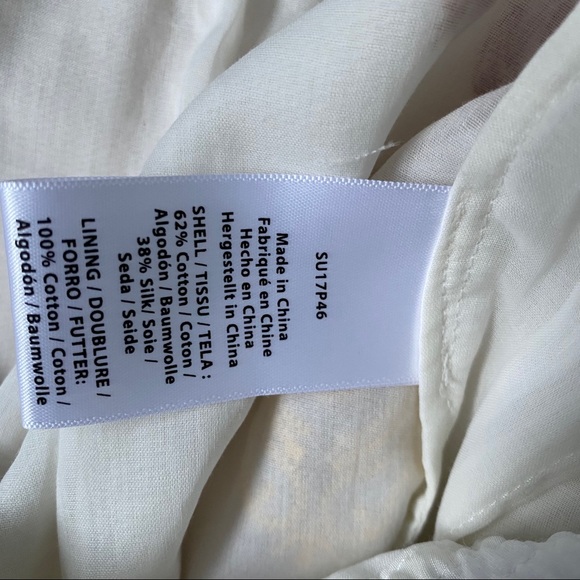 SU17P46
Made in China
Fabriqué en Chine
Hecho en China
Hergestellt in China
SHELL / TISSU / TELA :
62% Cotton / Coton /
Algodón / Baumwolle
38% Silk/ Soie /
Seda / Seide
LINING / DOUBLURE /
FORRO / FUTTER:
100% Cotton / Coton /
Algodón / Baumwolle